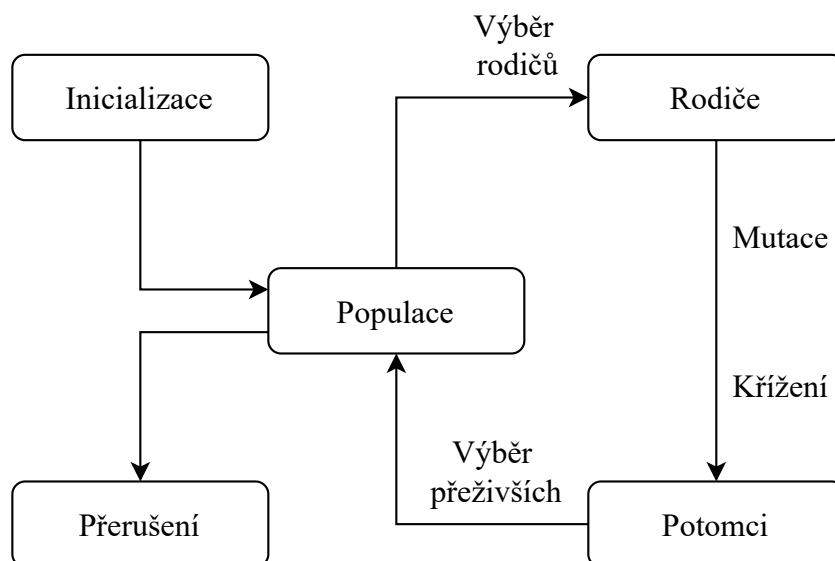 Výběr
rodičů
Inicializace
Rodiče
Mutace
Populace
Křížení
Výběr
přeživších
Přerušení
Potomci